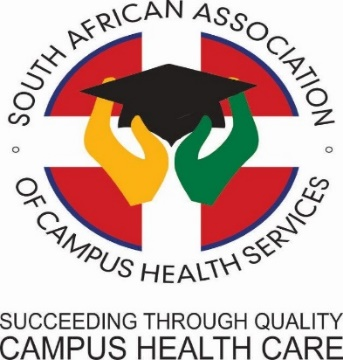 SOUTH AFRICAN ASSOCIATION
OF CAMPUS HEALTH SERVICES
SUCCEEDING THROUGH QUALITY
CAMPUS HEALTH CARE